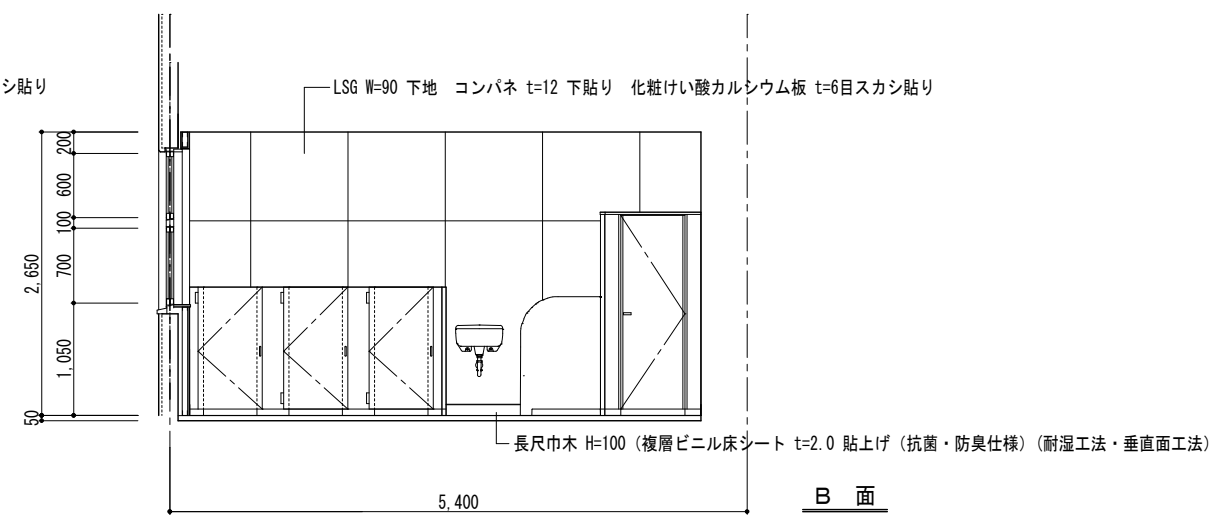 シ貼り
LSG W=90 下地 コンパネ t=12 下貼り 化粧けい酸カルシウム板 t=6目スカシ貼り
200
600
100
700
2,650
1,050
50
長尺巾木 H=100（複層ビニル床シート t=2.0 貼上げ（抗菌・防臭仕様）（耐湿工法・垂直面工法）
5,400
B 面